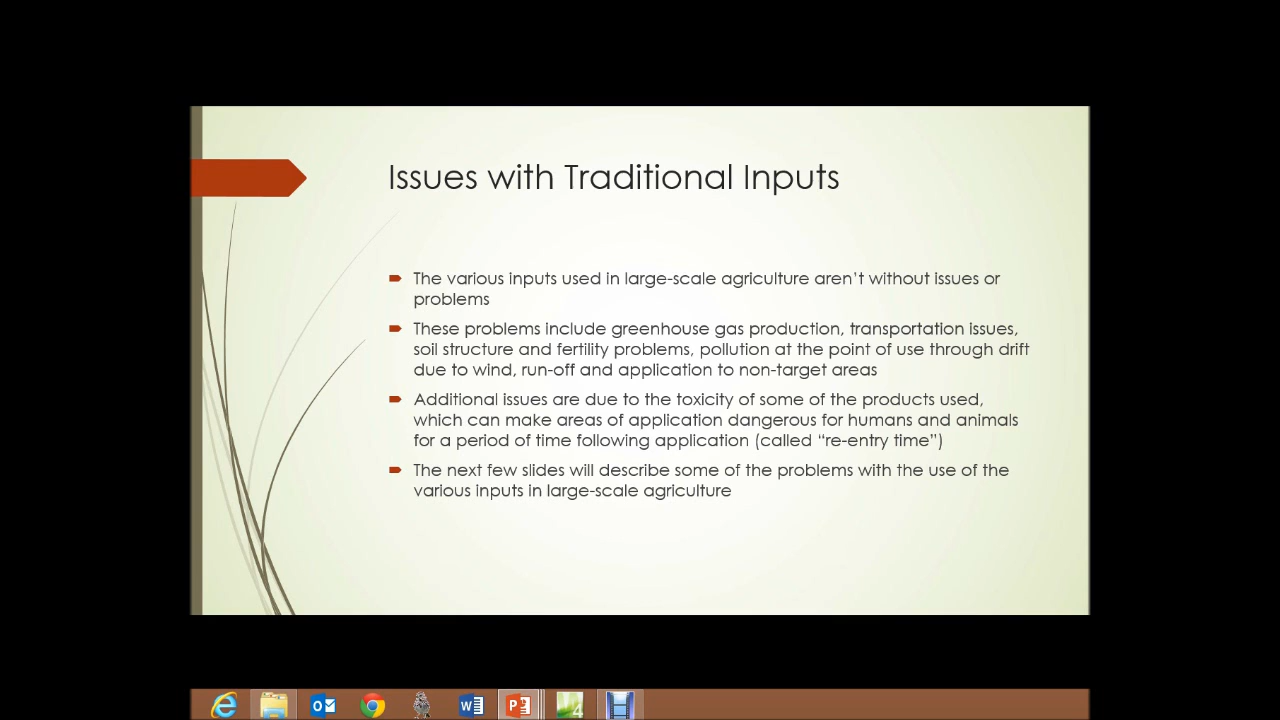 Issues with Traditional Inputs
The various inputs used in large-scale agriculture aren't without issues or
problems
These problems include greenhouse gas production, transportation issues,
soil structure and fertility problems, pollution at the point of use through drift
due to wind, run-off and application to non-target areas
Additional issues are due to the toxicity of some of the products used,
which can make areas of application dangerous for humans and animals
for a period of time following application (called “re-entry time”)
The next few slides will describe some of the problems with the use of the
various inputs in large-scale agriculture